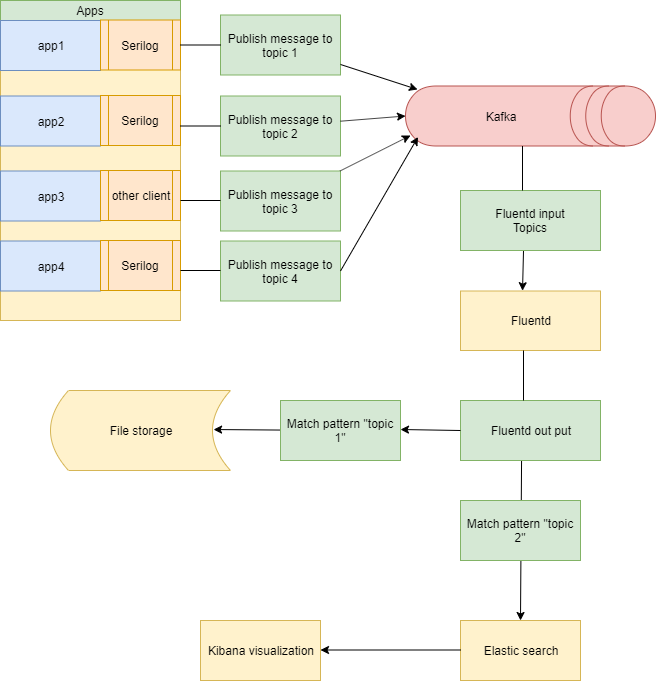 Apps
app1
Serilog
Publish message to
topic 1
app2
Serilog
Publish message to
topic 2
Kafka
app3
other client
Publish message to
topic 3
Fluentd input
Topics
app4
Serilog
Publish message to
topic 4
Fluentd
File storage
Match pattern "topic
1"
Fluentd out put
Match pattern "topic
2"
Kibana visualization
Elastic search